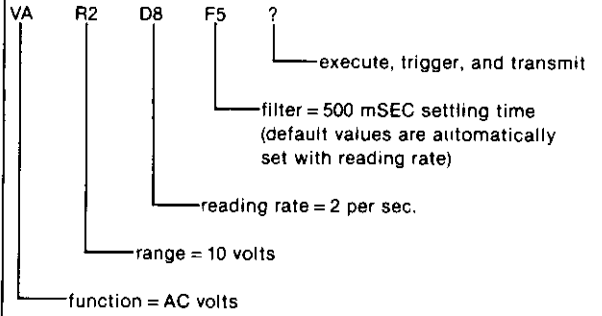 VA R2 D8 F5 ?
execute, trigger, and transmit
filter = 500 mSEC settling time
(default values are automatically
set with reading rate)
reading rate = 2 per sec.
range = 10 volts
function = AC volts